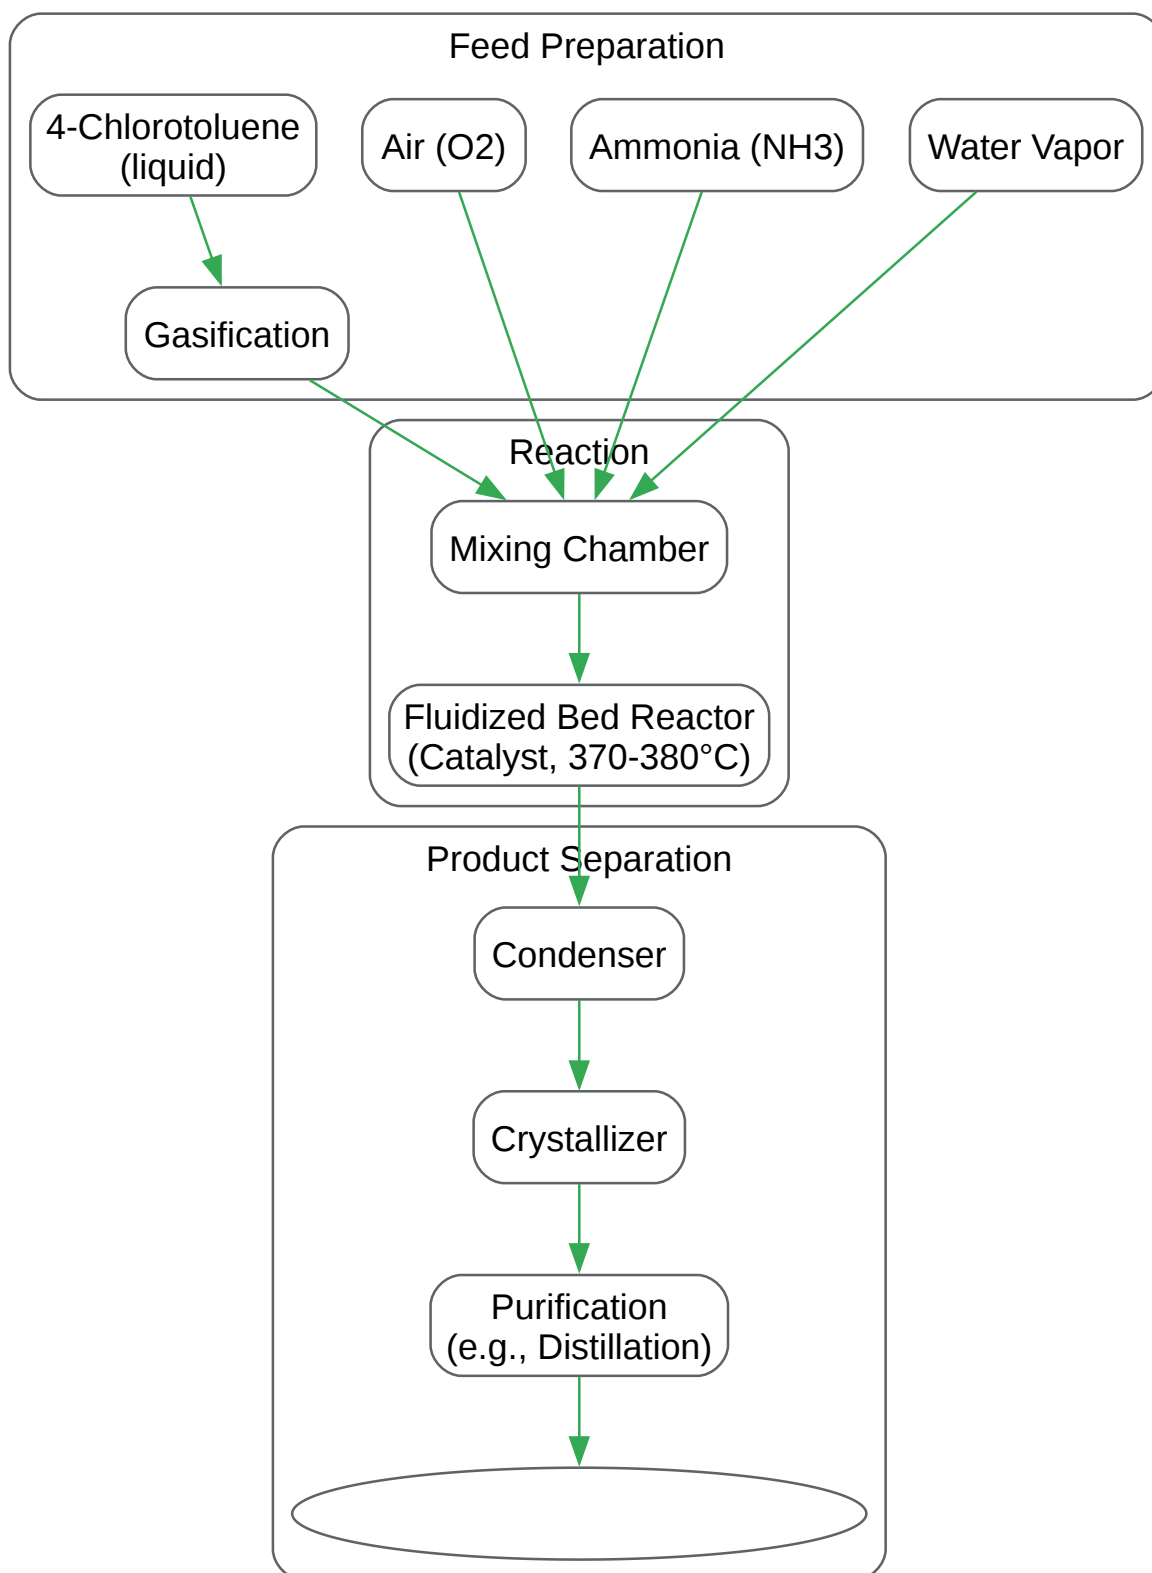 Feed Preparation
4-Chlorotoluene
(liquid)
Air (O2)
Ammonia (NH3)
Water Vapor
Gasification
Reaction
Mixing Chamber
Fluidized Bed Reactor
(Catalyst, 370-380°C)
Product Separation
Condenser
Crystallizer
Purification
(e.g., Distillation)